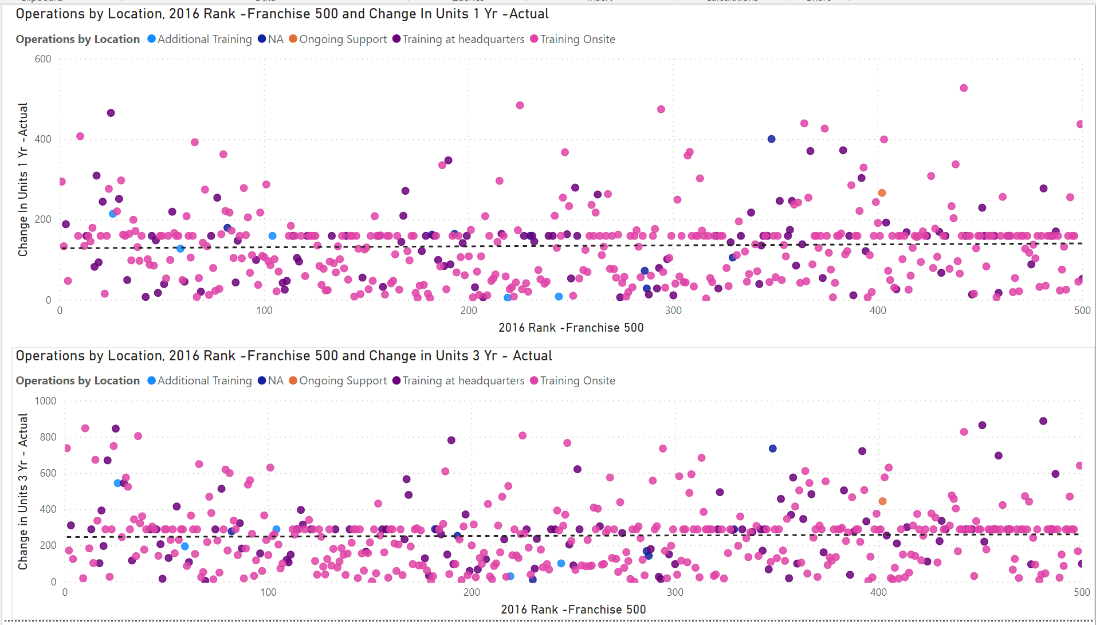 Operations by Location, 2016 Rank -Franchise 500 and Change In Units 1 Yr -Actual
Operations by Location Additional Training NA Ongoing Support Training at headquarters Training Onsite
Change In Units 1 Yr -Actual
600
400
200
0
0 100 200 300 400 500
2016 Rank -Franchise 500
Operations by Location, 2016 Rank -Franchise 500 and Change in Units 3 Yr - Actual
Operations by Location Additional Training NA Ongoing Support Training at headquarters Training Onsite
Change in Units 3 Yr - Actual
1000
800
600
400
200
0
0 100 200 300 400 500
2016 Rank -Franchise 500